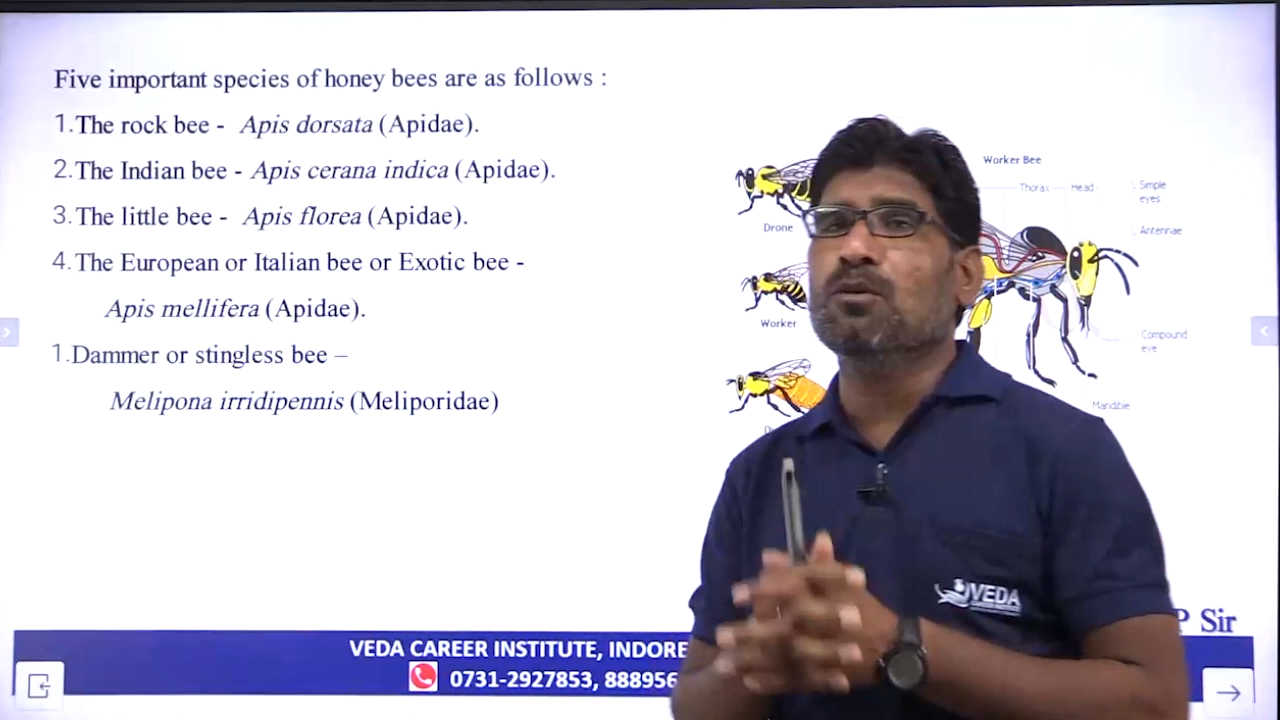 Five important species of honey bees are as follows :
1.The rock bee - Apis dorsata (Apidae).
2.The Indian bee - Apis cerana indica (Apidae).
3.The little bee - Apis florea (Apidae).
4.The European or Italian bee or Exotic bee -
Apis mellifera (Apidae).
1.Dammer or stingless bee –
Melipona irridipennis (Meliporidae)
Worker Bee
Thorax
Head
Simple
eyes
Antennae
Drone
Worker
Compound
eye
Mandible
VEDA
P Sir
VEDA CAREER INSTITUTE, INDORE
0731-2927853, 888956